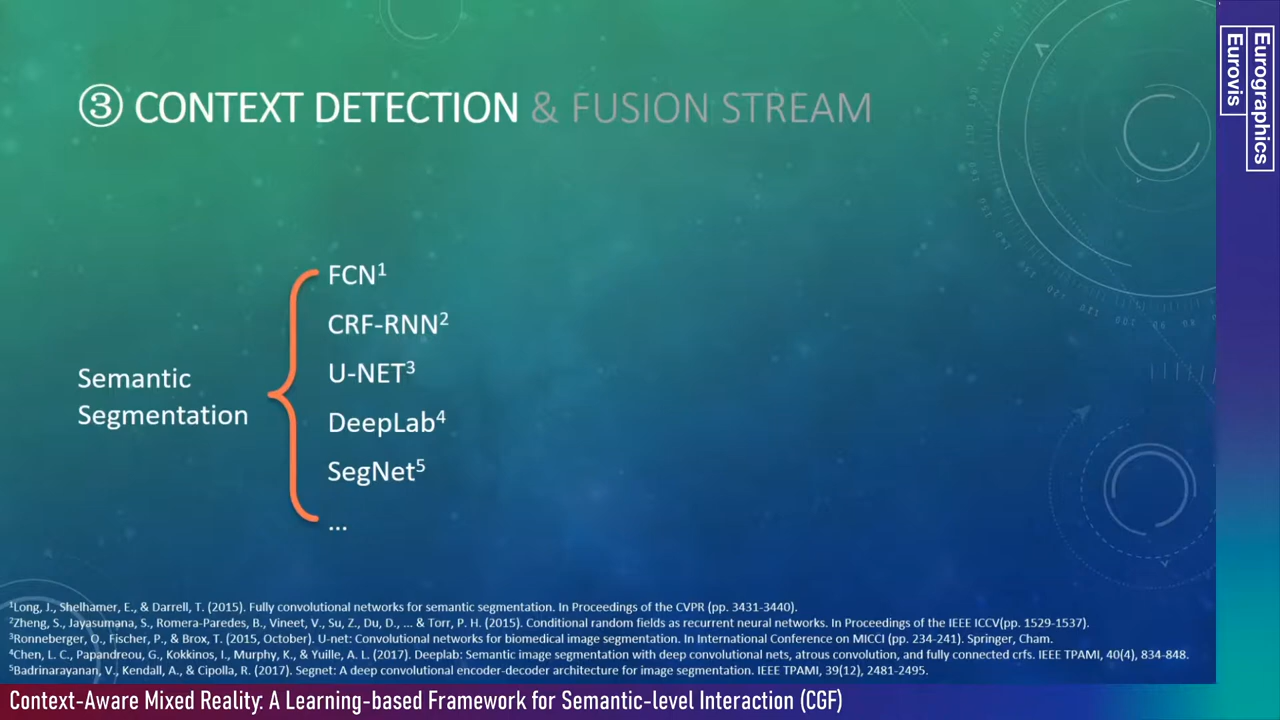 ③ CONTEXT DETECTION & FUSION STREAM
Semantic
Segmentation
FCN¹
CRF-RNN²
U-NET³
DeepLab⁴
SegNet⁵
...
¹Long, J., Shelhamer, E., & Darrell, T. (2015). Fully convolutional networks for semantic segmentation. In Proceedings of the CVPR (pp. 3431-3440).
²Zheng, S., Jayasumana, S., Romera-Paredes, B., Vineet, V., Su, Z., Du, D., ... & Torr, P. H. (2015). Conditional random fields as recurrent neural networks. In Proceedings of the IEEE ICCV(pp. 1529-1537).
³Ronneberger, O., Fischer, P., & Brox, T. (2015, October). U-net: Convolutional networks for biomedical image segmentation. In International Conference on MICCI (pp. 234-241). Springer, Cham.
⁴Chen, L. C., Papandreou, G., Kokkinos, I., Murphy, K., & Yuille, A. L. (2017). Deeplab: Semantic image segmentation with deep convolutional nets, atrous convolution, and fully connected crfs. IEEE TPAMI, 40(4), 834-848.
⁵Badrinarayanan, V., Kendall, A., & Cipolla, R. (2017). Segnet: A deep convolutional encoder-decoder architecture for image segmentation. IEEE TPAMI, 39(12), 2481-2495.
Eurographics
Eurovis
Context-Aware Mixed Reality: A Learning-based Framework for Semantic-level Interaction (CGF)